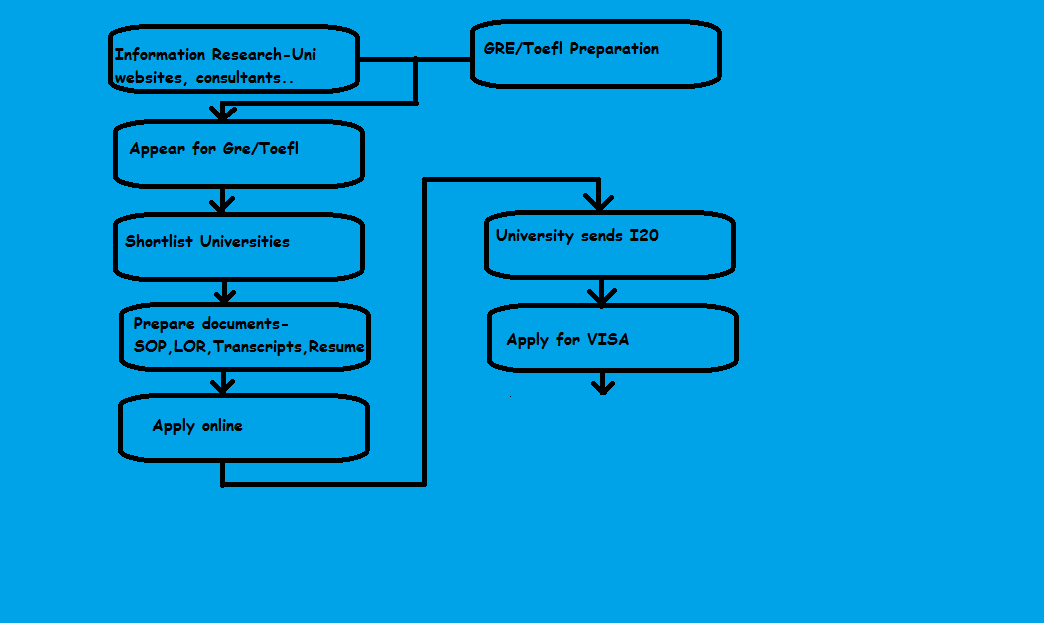 Information Research-Uni
websites, consultants..
GRE/Toefl Preparation
Appear for Gre/Toefl
Shortlist Universities
Prepare documents-
SOP,LOR,Transcripts,Resume
Apply online
University sends I20
Apply for VISA